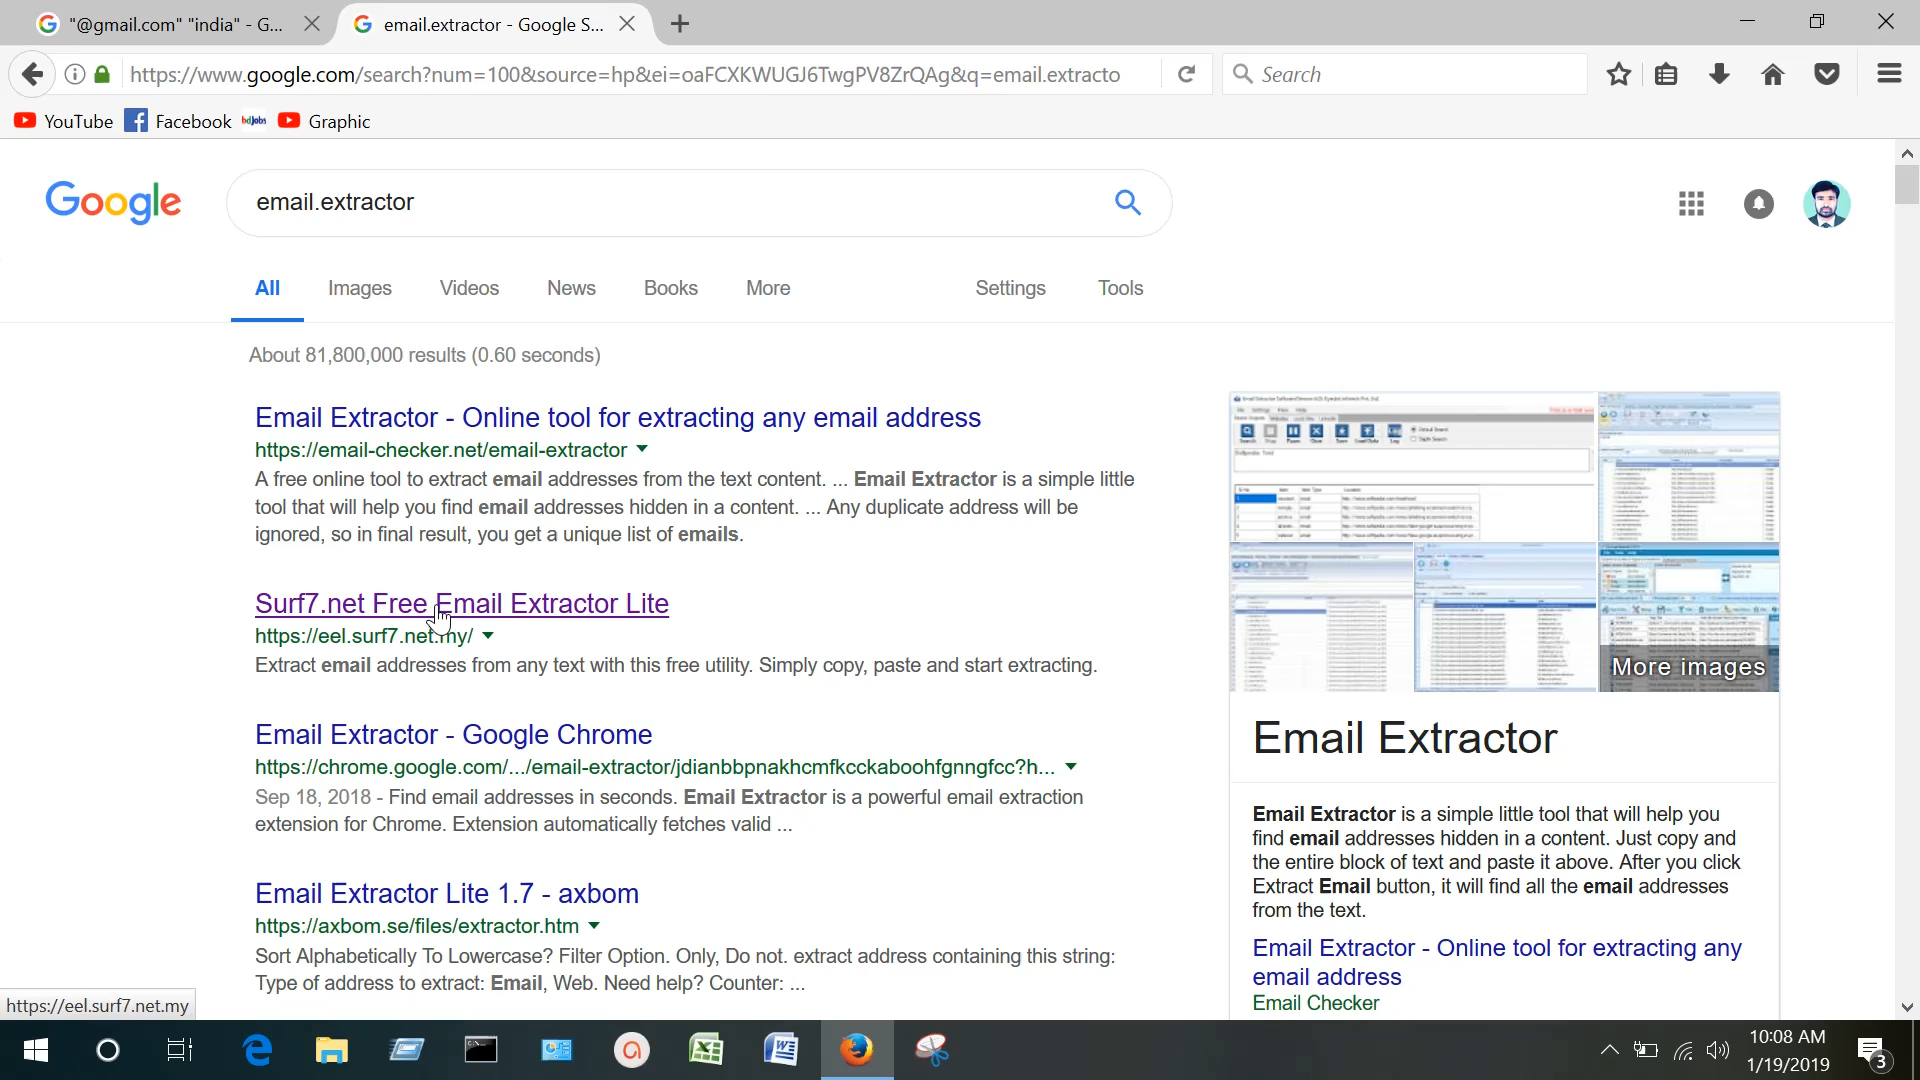 "@gmail.com" "india" - G...
email.extractor - Google S...
https://www.google.com/search?num=100&source=hp&ei=oaFCXKWUGJ6TwgPV8ZrQAg&q=email.extracto
Search
YouTube
Facebook
bdjobs
Graphic
Google
email.extractor
All
Images
Videos
News
Books
More
Settings
Tools
About 81,800,000 results (0.60 seconds)
Email Extractor - Online tool for extracting any email address
https://email-checker.net/email-extractor
A free online tool to extract email addresses from the text content. ... Email Extractor is a simple little
tool that will help you find email addresses hidden in a content. ... Any duplicate address will be
ignored, so in final result, you get a unique list of emails.
Surf7.net Free Email Extractor Lite
https://eel.surf7.net.my/
Extract email addresses from any text with this free utility. Simply copy, paste and start extracting.
Email Extractor - Google Chrome
https://chrome.google.com/.../email-extractor/jdianbbpnakhcmfkcckaboohfgnngfcc?h...
Sep 18, 2018 - Find email addresses in seconds. Email Extractor is a powerful email extraction
extension for Chrome. Extension automatically fetches valid ...
Email Extractor Lite 1.7 - axbom
https://axbom.se/files/extractor.htm
Sort Alphabetically To Lowercase? Filter Option. Only, Do not. extract address containing this string:
Type of address to extract: Email, Web. Need help? Counter: ...
More images
Email Extractor
Email Extractor is a simple little tool that will help you
find email addresses hidden in a content. Just copy and
the entire block of text and paste it above. After you click
Extract Email button, it will find all the email addresses
from the text.
Email Extractor - Online tool for extracting any
email address
Email Checker
https://eel.surf7.net.my
10:08 AM
1/19/2019
3